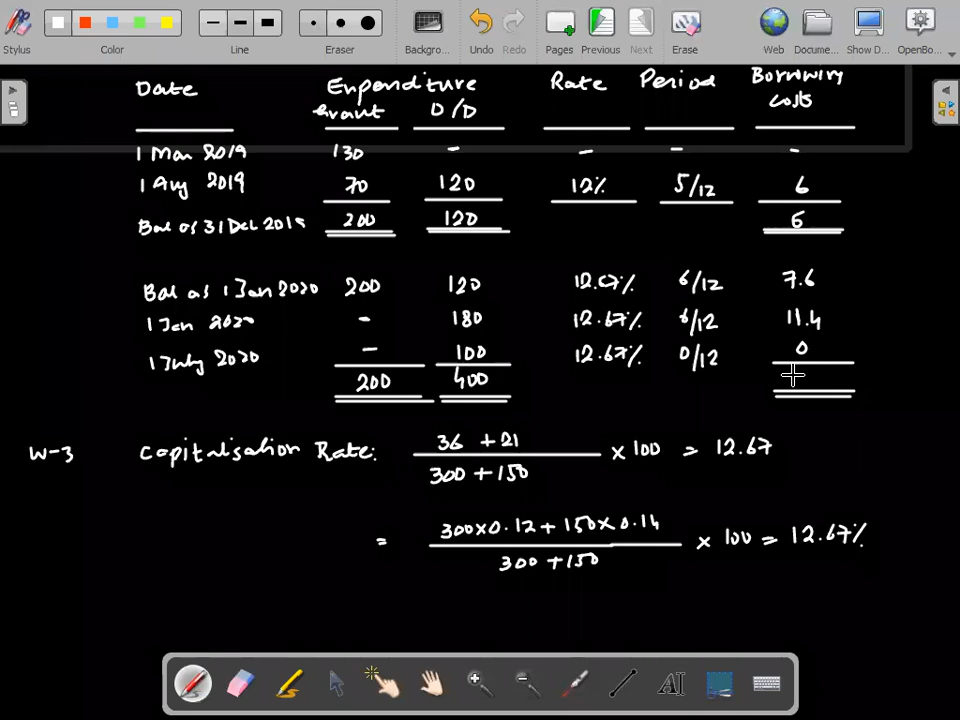 Stylus Color Line Eraser Backgro... Undo Redo Pages Previous Next Erase Web Docume... Show D... OpenBo...
Date Expenditure Rate Period Borrowing costs
Grant O/D
1 Mar 2019 130 - - - -
1 Aug 2019 70 120 12% 5/12 6
Bal as 31 Dec 2019 200 120 6
Bal as 1 Jan 2020 200 120 12.67% 6/12 7.6
1 Jan 2020 - 180 12.67% 6/12 11.4
1 July 2020 - 100 12.67% 0/12 0
200 400
W-3 Capitalisation Rate: 36 + 21 / 300 + 150 × 100 = 12.67
= 300×0.12 + 150×0.14 / 300 + 150 × 100 = 12.67%
AI